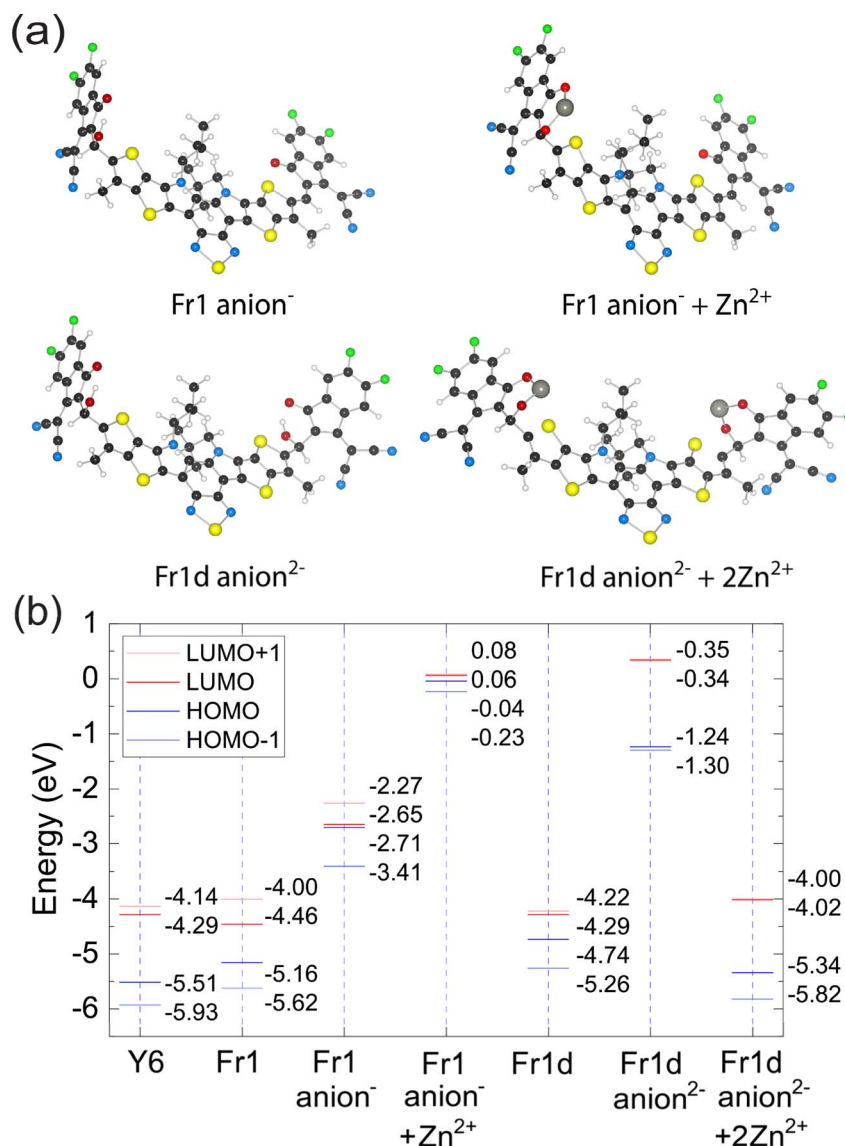 (a)
Fr1 anion⁻
Fr1 anion⁻ + Zn²⁺
Fr1d anion²⁻
Fr1d anion²⁻ + 2Zn²⁺
(b)
Energy (eV)
1
0
-1
-2
-3
-4
-5
-6
LUMO+1
LUMO
HOMO
HOMO-1
-4.14
-4.29
-5.51
-5.93
-4.00
-4.46
-5.16
-5.62
-2.27
-2.65
-2.71
-3.41
0.08
0.06
-0.04
-0.23
-4.22
-4.29
-4.74
-5.26
-0.35
-0.34
-1.24
-1.30
-4.00
-4.02
-5.34
-5.82
Y6
Fr1
Fr1
anion⁻
Fr1
anion⁻
+Zn²⁺
Fr1d
Fr1d
anion²⁻
Fr1d
anion²⁻
+2Zn²⁺